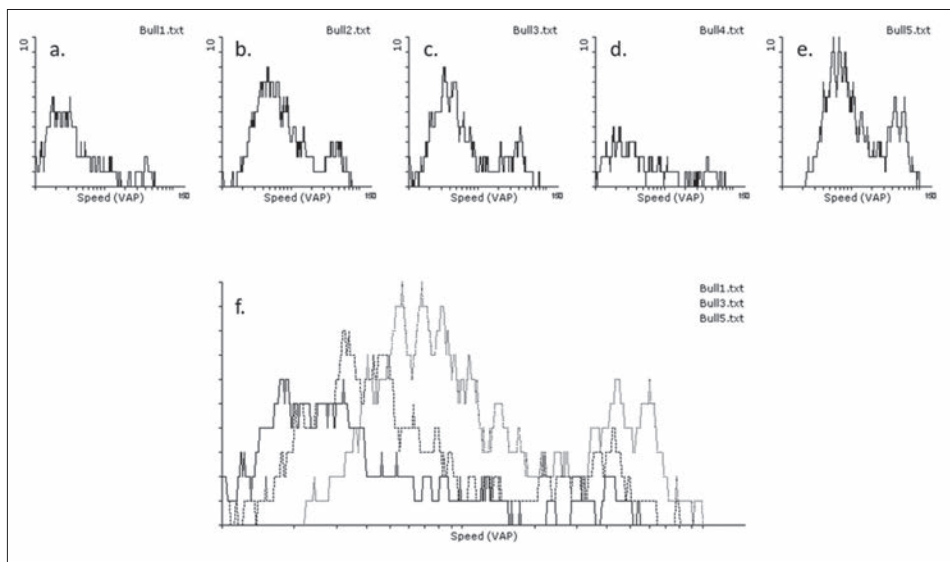 Bull1.txt
10
a.
Speed (VAP)
Bull2.txt
10
b.
Speed (VAP)
Bull3.txt
10
c.
Speed (VAP)
Bull4.txt
10
d.
Speed (VAP)
Bull5.txt
10
e.
Speed (VAP)
f.
Bull1.txt
Bull3.txt
Bull5.txt
Speed (VAP)